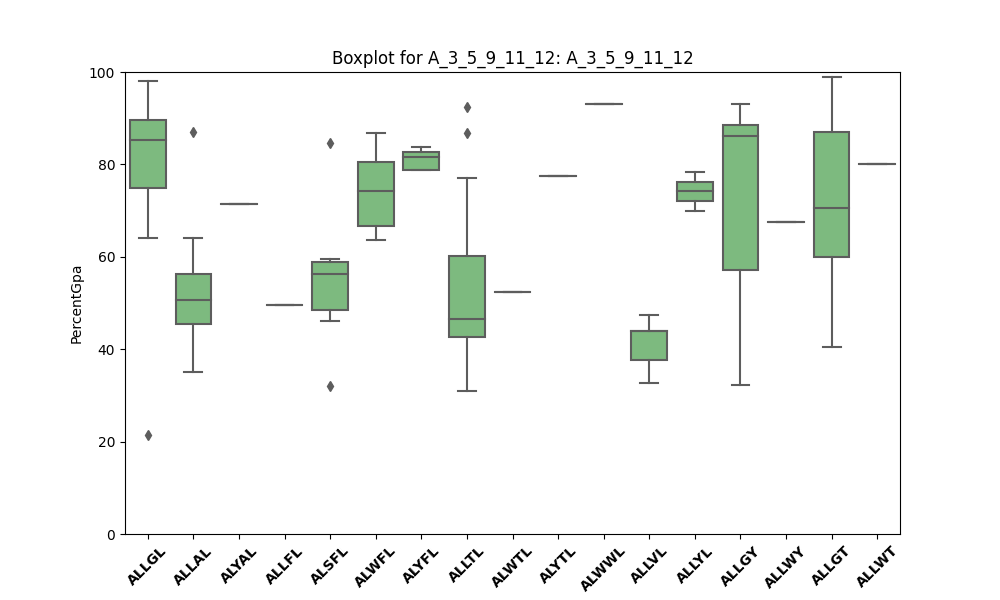 Boxplot for A_3_5_9_11_12: A_3_5_9_11_12
100
80
60
40
20
0
PercentGpa
ALLGL ALLAL ALYAL ALLFL ALSFL ALWFL ALYFL ALLTL ALWTL ALYTL ALWWL ALLVL ALLYL ALLGY ALLWY ALLGT ALLWT